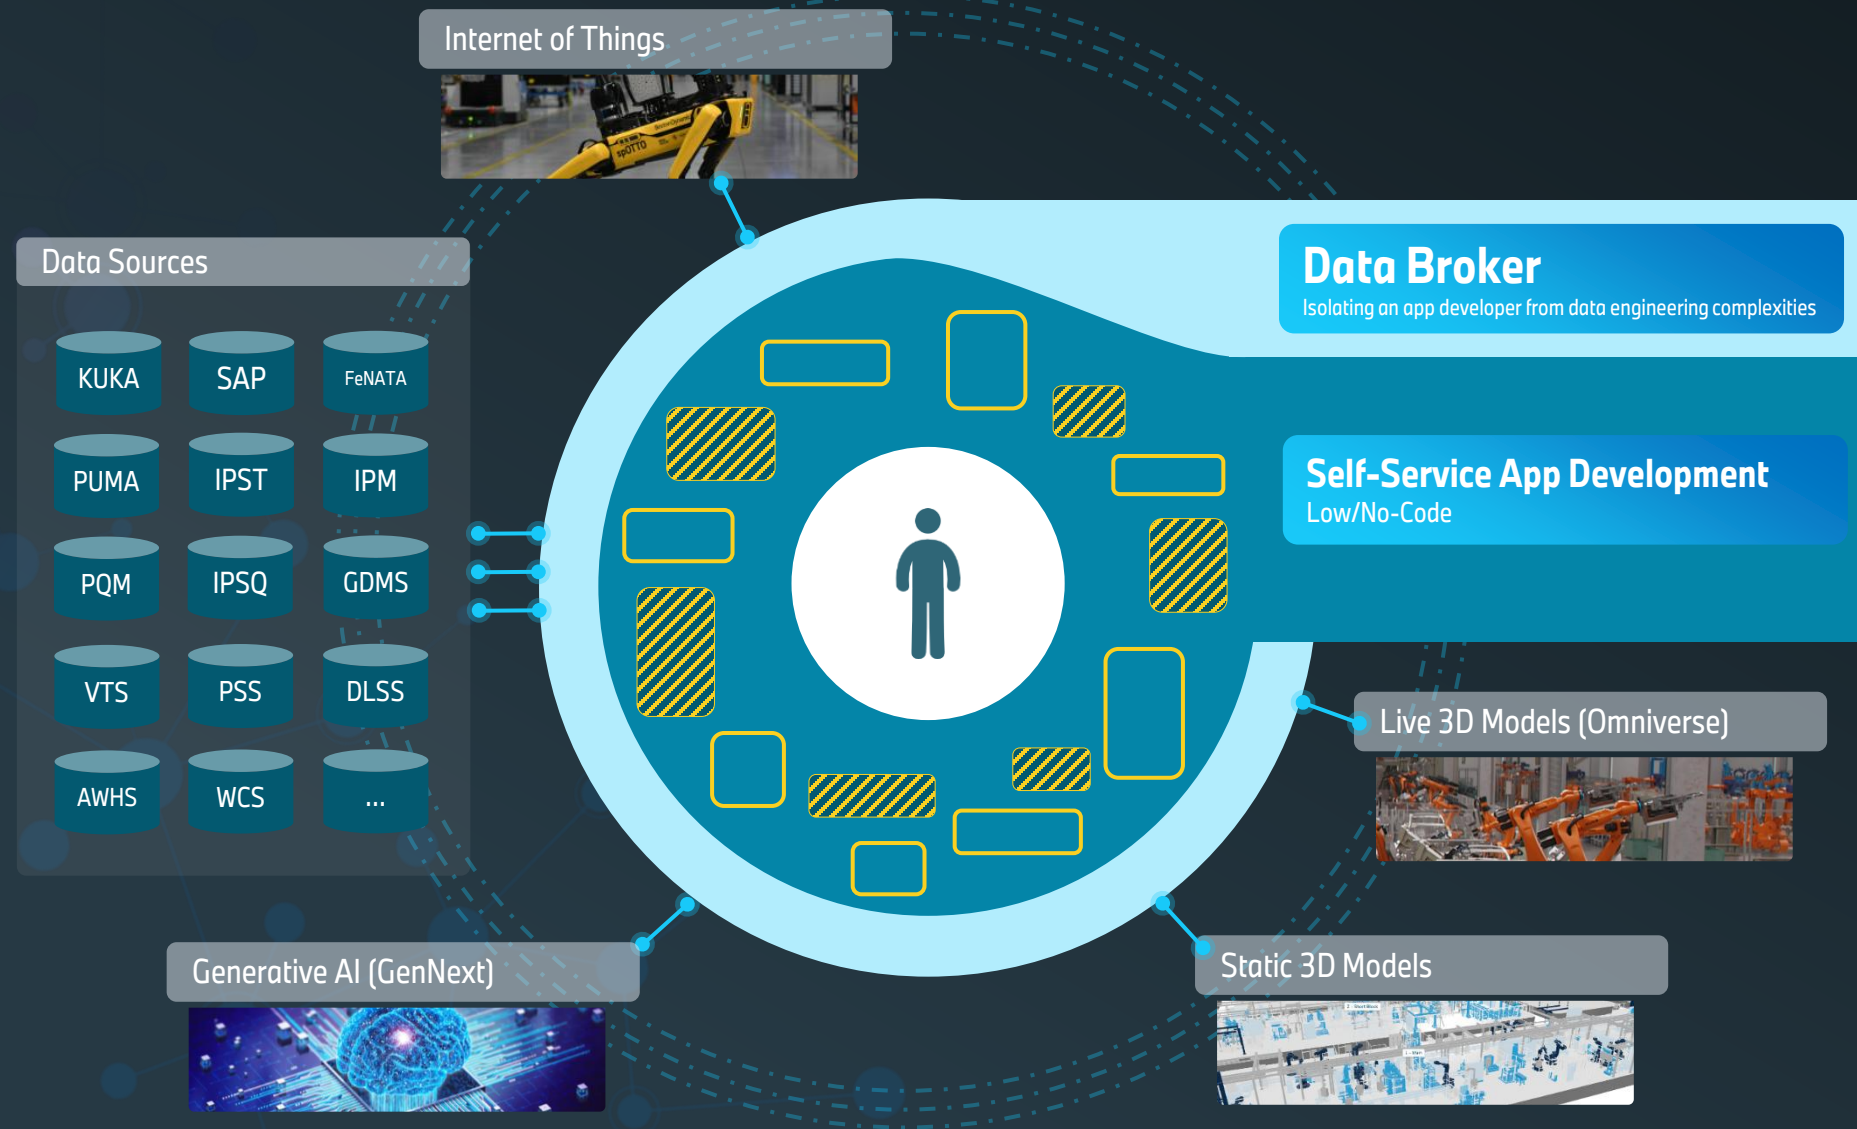 Internet of Things
spOTTO
Data Sources
KUKA
SAP
FeNATA
PUMA
IPST
IPM
PQM
IPSQ
GDMS
VTS
PSS
DLSS
AWHS
WCS
...
Data Broker
Isolating an app developer from data engineering complexities
Self-Service App Development
Low/No-Code
Live 3D Models (Omniverse)
Generative AI (GenNext)
Static 3D Models